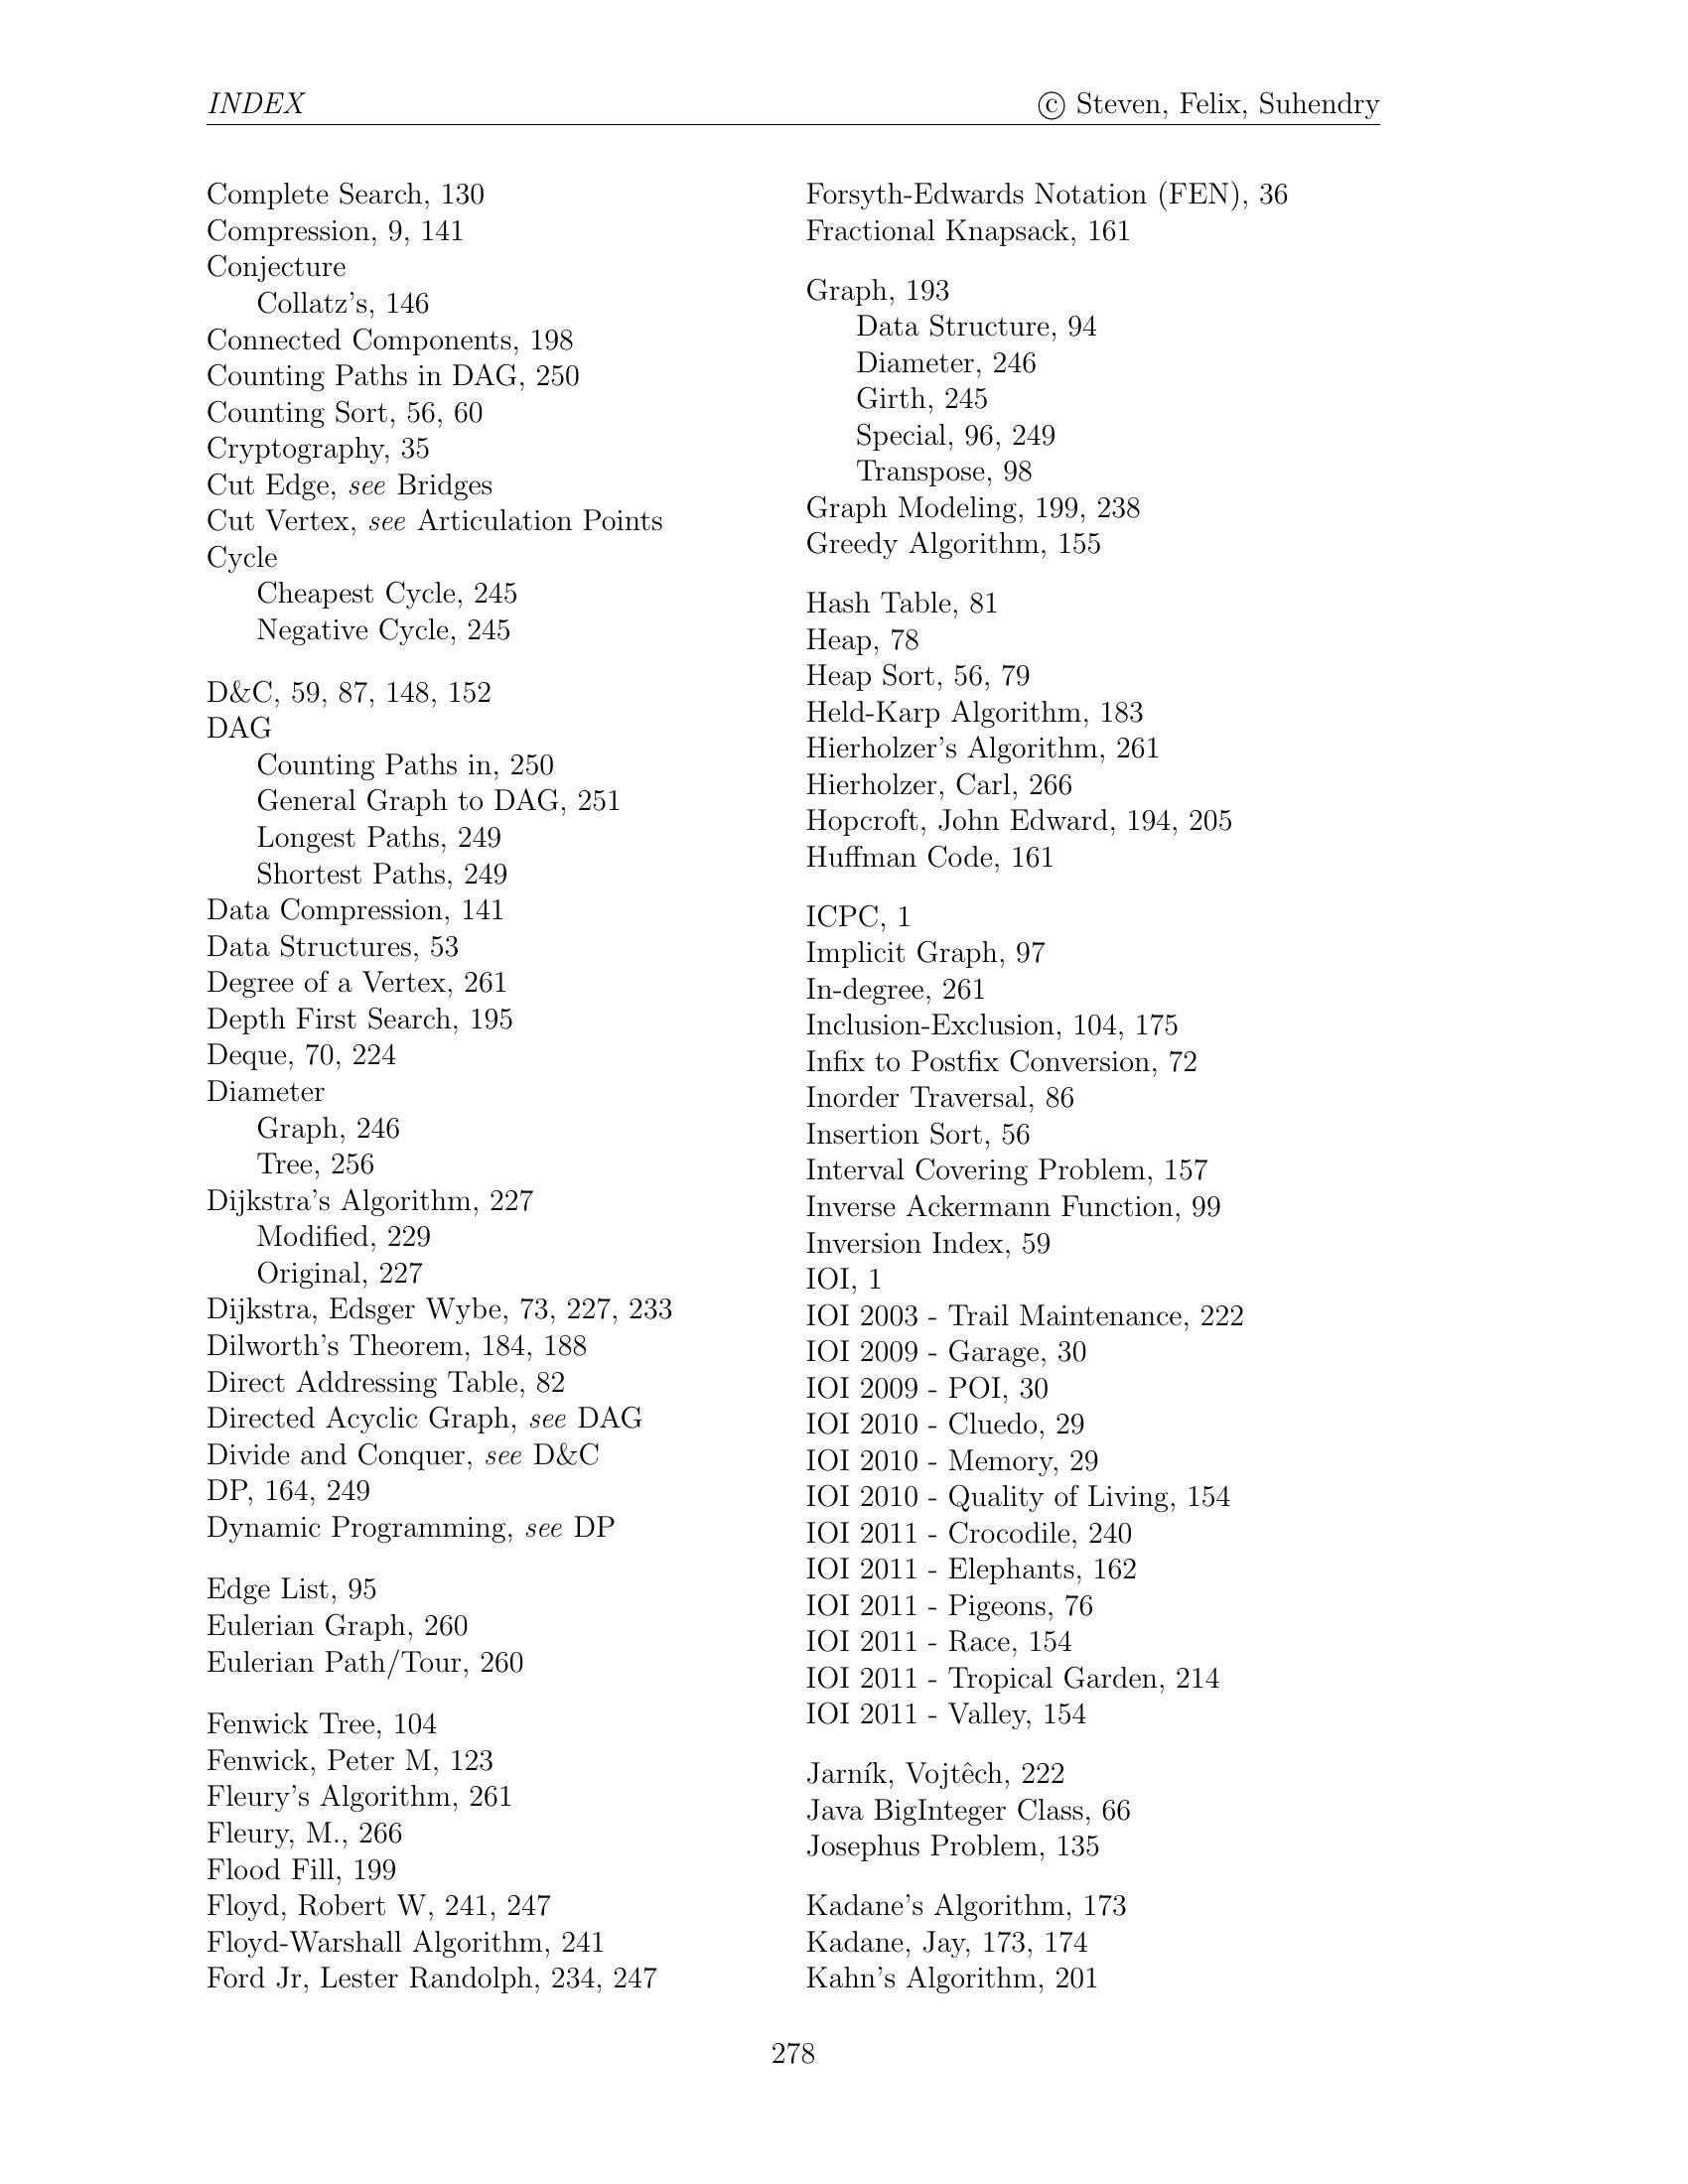 INDEX
© Steven, Felix, Suhendry
Complete Search, 130
Compression, 9, 141
Conjecture
Collatz's, 146
Connected Components, 198
Counting Paths in DAG, 250
Counting Sort, 56, 60
Cryptography, 35
Cut Edge, see Bridges
Cut Vertex, see Articulation Points
Cycle
Cheapest Cycle, 245
Negative Cycle, 245
D&C, 59, 87, 148, 152
DAG
Counting Paths in, 250
General Graph to DAG, 251
Longest Paths, 249
Shortest Paths, 249
Data Compression, 141
Data Structures, 53
Degree of a Vertex, 261
Depth First Search, 195
Deque, 70, 224
Diameter
Graph, 246
Tree, 256
Dijkstra's Algorithm, 227
Modified, 229
Original, 227
Dijkstra, Edsger Wybe, 73, 227, 233
Dilworth's Theorem, 184, 188
Direct Addressing Table, 82
Directed Acyclic Graph, see DAG
Divide and Conquer, see D&C
DP, 164, 249
Dynamic Programming, see DP
Edge List, 95
Eulerian Graph, 260
Eulerian Path/Tour, 260
Fenwick Tree, 104
Fenwick, Peter M, 123
Fleury's Algorithm, 261
Fleury, M., 266
Flood Fill, 199
Floyd, Robert W, 241, 247
Floyd-Warshall Algorithm, 241
Ford Jr, Lester Randolph, 234, 247
Forsyth-Edwards Notation (FEN), 36
Fractional Knapsack, 161
Graph, 193
Data Structure, 94
Diameter, 246
Girth, 245
Special, 96, 249
Transpose, 98
Graph Modeling, 199, 238
Greedy Algorithm, 155
Hash Table, 81
Heap, 78
Heap Sort, 56, 79
Held-Karp Algorithm, 183
Hierholzer's Algorithm, 261
Hierholzer, Carl, 266
Hopcroft, John Edward, 194, 205
Huffman Code, 161
ICPC, 1
Implicit Graph, 97
In-degree, 261
Inclusion-Exclusion, 104, 175
Infix to Postfix Conversion, 72
Inorder Traversal, 86
Insertion Sort, 56
Interval Covering Problem, 157
Inverse Ackermann Function, 99
Inversion Index, 59
IOI, 1
IOI 2003 - Trail Maintenance, 222
IOI 2009 - Garage, 30
IOI 2009 - POI, 30
IOI 2010 - Cluedo, 29
IOI 2010 - Memory, 29
IOI 2010 - Quality of Living, 154
IOI 2011 - Crocodile, 240
IOI 2011 - Elephants, 162
IOI 2011 - Pigeons, 76
IOI 2011 - Race, 154
IOI 2011 - Tropical Garden, 214
IOI 2011 - Valley, 154
Jarník, Vojtêch, 222
Java BigInteger Class, 66
Josephus Problem, 135
Kadane's Algorithm, 173
Kadane, Jay, 173, 174
Kahn's Algorithm, 201
278